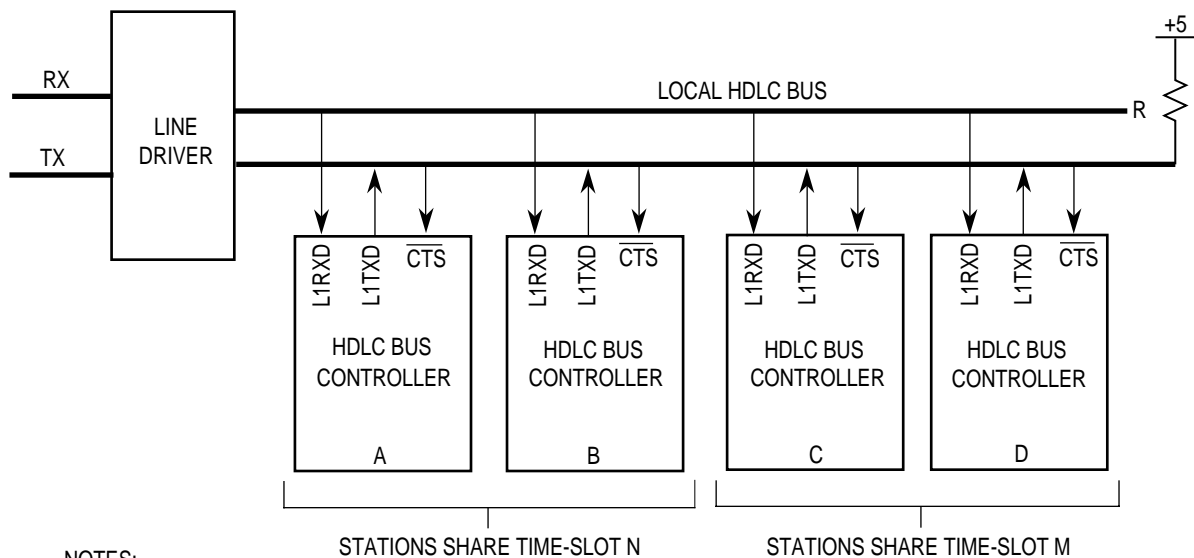 +5
RX
LOCAL HDLC BUS
R
LINE
DRIVER
TX
L1RXD
L1TXD
CTS
L1RXD
L1TXD
CTS
L1RXD
L1TXD
CTS
L1RXD
L1TXD
CTS
HDLC BUS
CONTROLLER
HDLC BUS
CONTROLLER
HDLC BUS
CONTROLLER
HDLC BUS
CONTROLLER
A
B
C
D
STATIONS SHARE TIME-SLOT N
STATIONS SHARE TIME-SLOT M
NOTES: